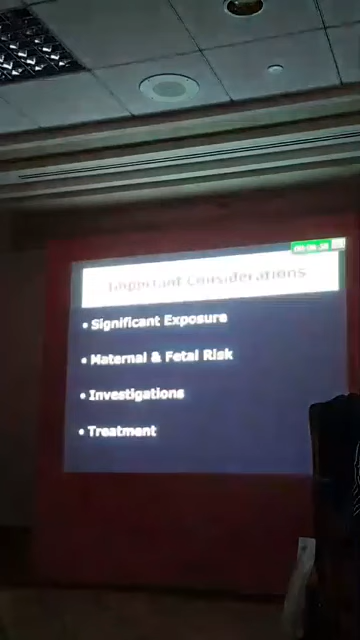 Important Considerations
• Significant Exposure
• Maternal & Fetal Risk
• Investigations
• Treatment